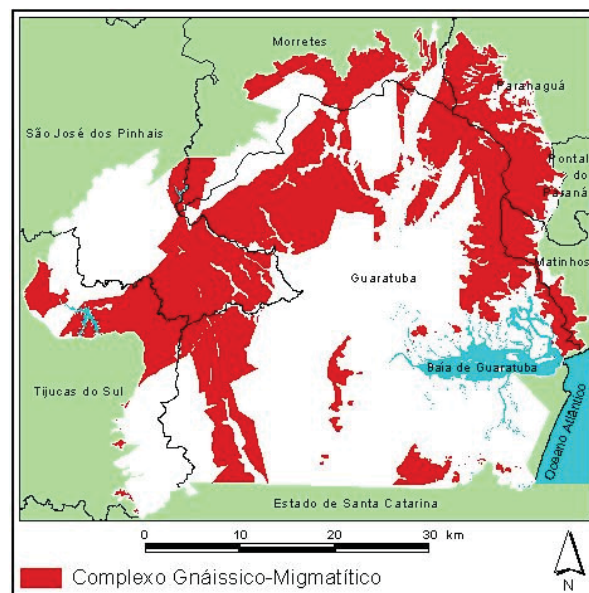 Morretes
Paranaguá
São José dos Pinhais
Pontal
do
Paraná
Matinhos
Guaratuba
Baía de Guaratuba
Tijucas do Sul
Oceano Atlântico
Estado de Santa Catarina
0 10 20 30 km
N
Complexo Gnáissico-Migmatítico